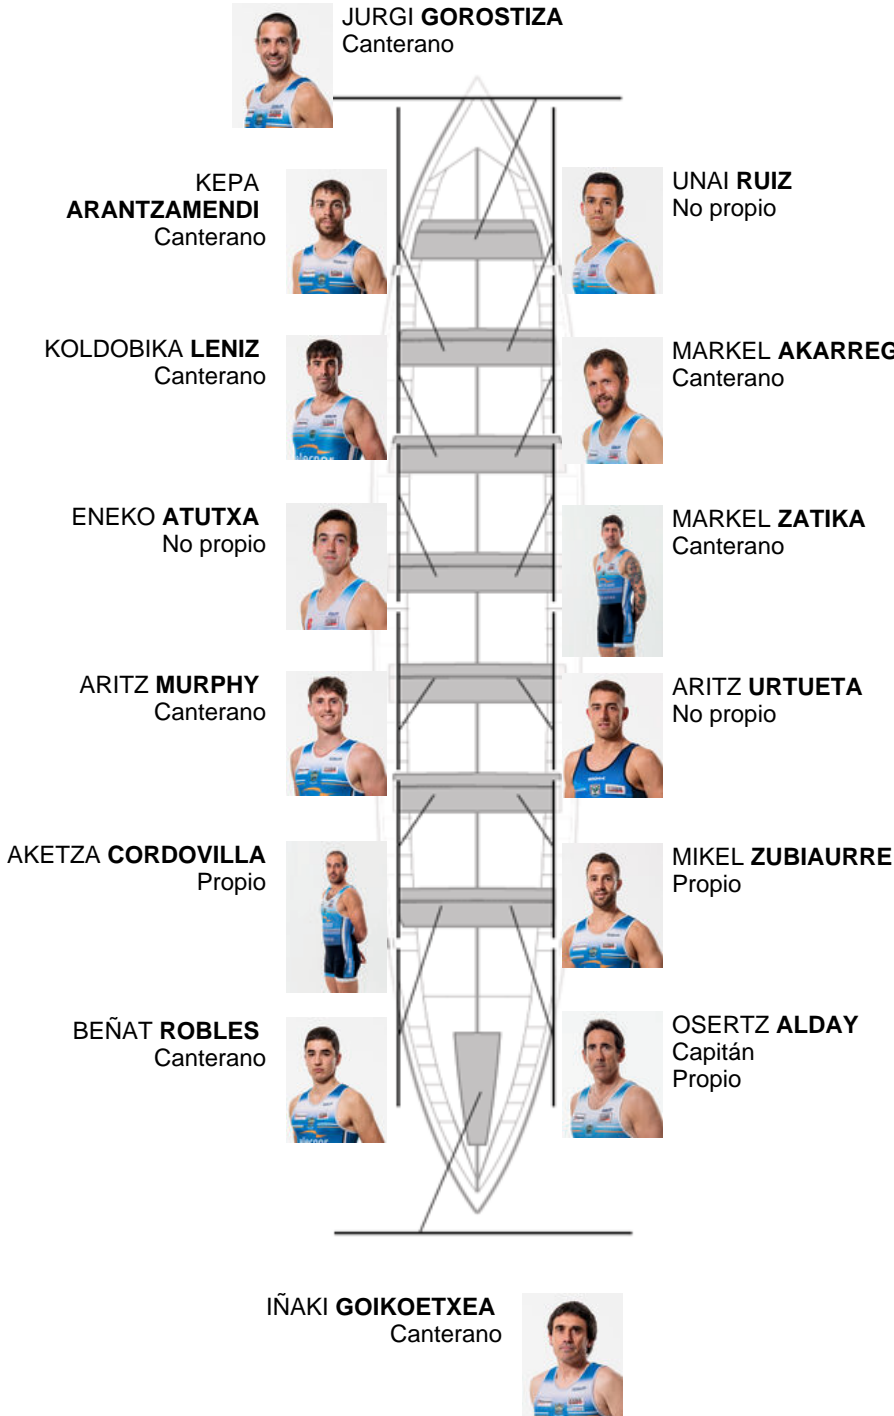 JURGI GOROSTIZA
Canterano
KEPA
ARANTZAMENDI
Canterano
UNAI RUIZ
No propio
KOLDOBIKA LENIZ
Canterano
MARKEL AKARREG
Canterano
ENEKO ATUTXA
No propio
MARKEL ZATIKA
Canterano
ARITZ MURPHY
Canterano
ARITZ URTUETA
No propio
AKETZA CORDOVILLA
Propio
MIKEL ZUBIAURRE
Propio
BEÑAT ROBLES
Canterano
OSERTZ ALDAY
Capitán
Propio
IÑAKI GOIKOETXEA
Canterano